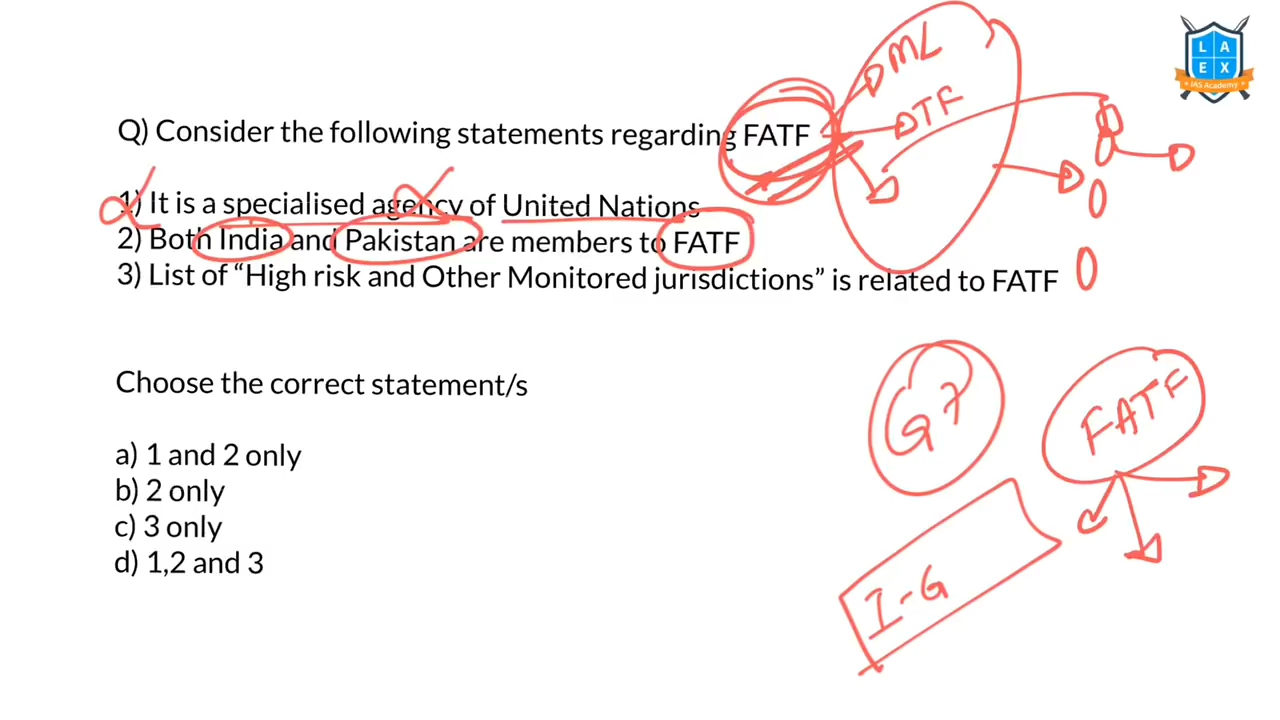 L A
E X
IAS Academy
ML
TF
Q) Consider the following statements regarding FATF
1) It is a specialised agency of United Nations
2) Both India and Pakistan are members to FATF
3) List of “High risk and Other Monitored jurisdictions” is related to FATF
Choose the correct statement/s
a) 1 and 2 only
b) 2 only
c) 3 only
d) 1,2 and 3
G7
FATF
I-G